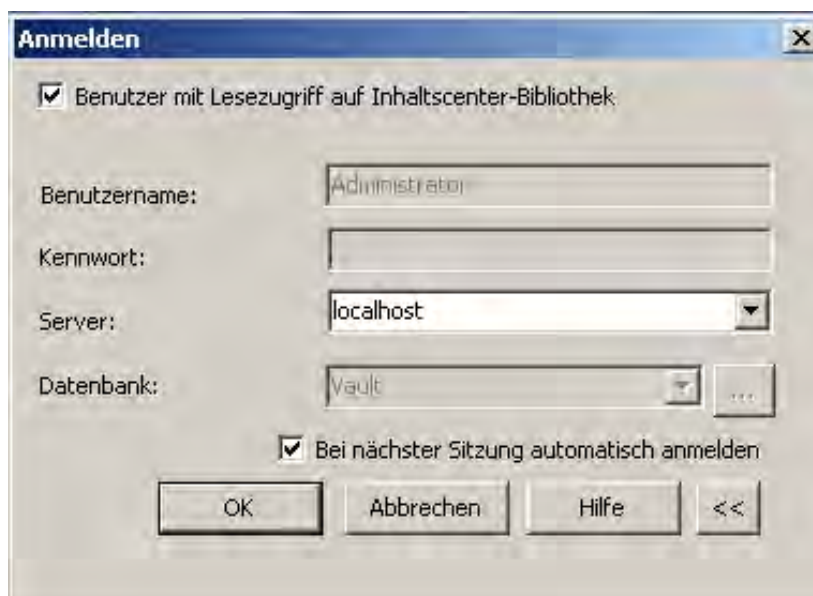 Anmelden
Benutzer mit Lesezugriff auf Inhaltscenter-Bibliothek
Benutzername: Administrator
Kennwort:
Server: localhost
Datenbank: Vault ...
Bei nächster Sitzung automatisch anmelden
OK Abbrechen Hilfe <<